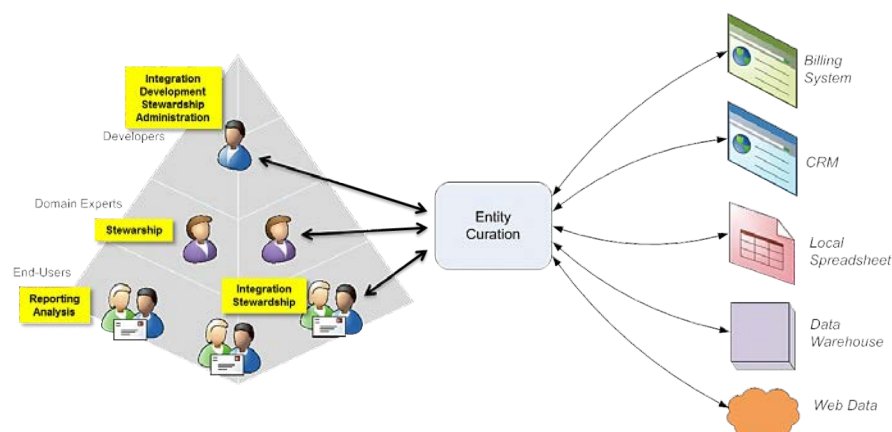 Integration
Development
Stewardship
Administration
Developers
Domain Experts
Stewarship
End-Users
Reporting
Analysis
Integration
Stewardship
Entity
Curation
Billing
System
CRM
Local
Spreadsheet
Data
Warehouse
Web Data